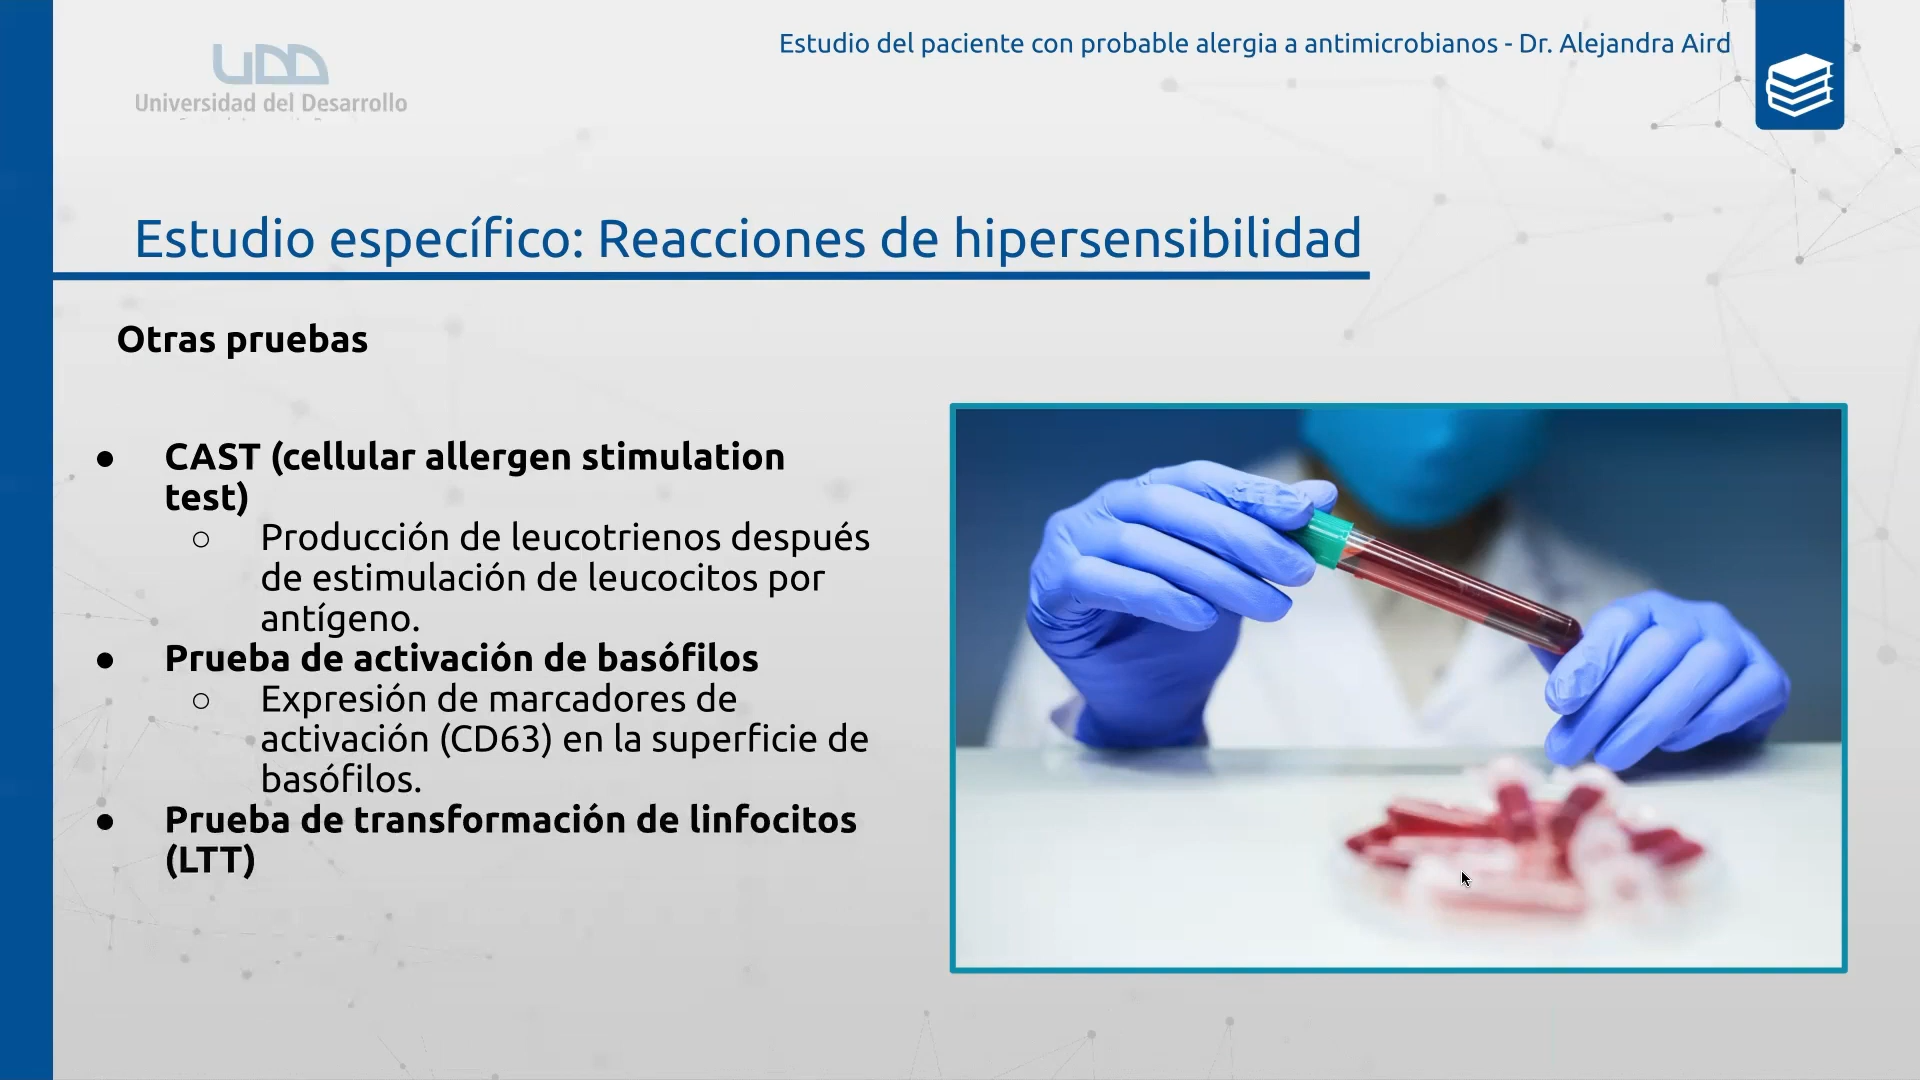 Estudio del paciente con probable alergia a antimicrobianos - Dr. Alejandra Aird
UDD
Universidad del Desarrollo
Estudio específico: Reacciones de hipersensibilidad
Otras pruebas
● CAST (cellular allergen stimulation
test)
○ Producción de leucotrienos después
de estimulación de leucocitos por
antígeno.
● Prueba de activación de basófilos
○ Expresión de marcadores de
activación (CD63) en la superficie de
basófilos.
● Prueba de transformación de linfocitos
(LTT)